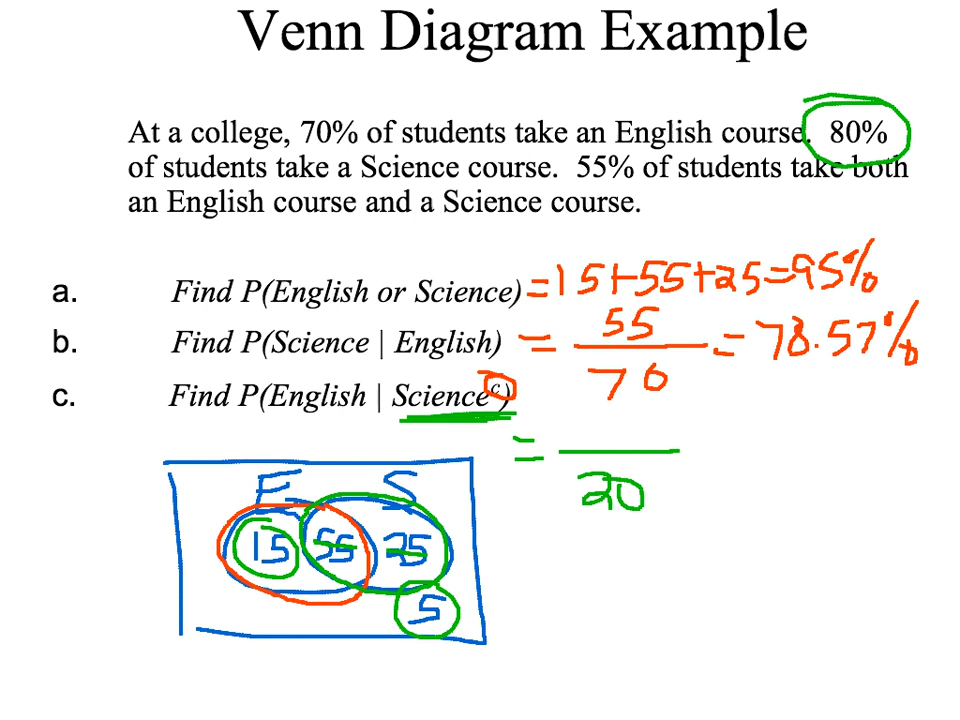 Venn Diagram Example
At a college, 70% of students take an English course. 80%
of students take a Science course. 55% of students take both
an English course and a Science course.
a. Find P(English or Science) = 15+55+25=95%
b. Find P(Science | English) = 55/70 = 78.57%
c. Find P(English | Scienceᶜ)
= /20
E S
15 55 25
5